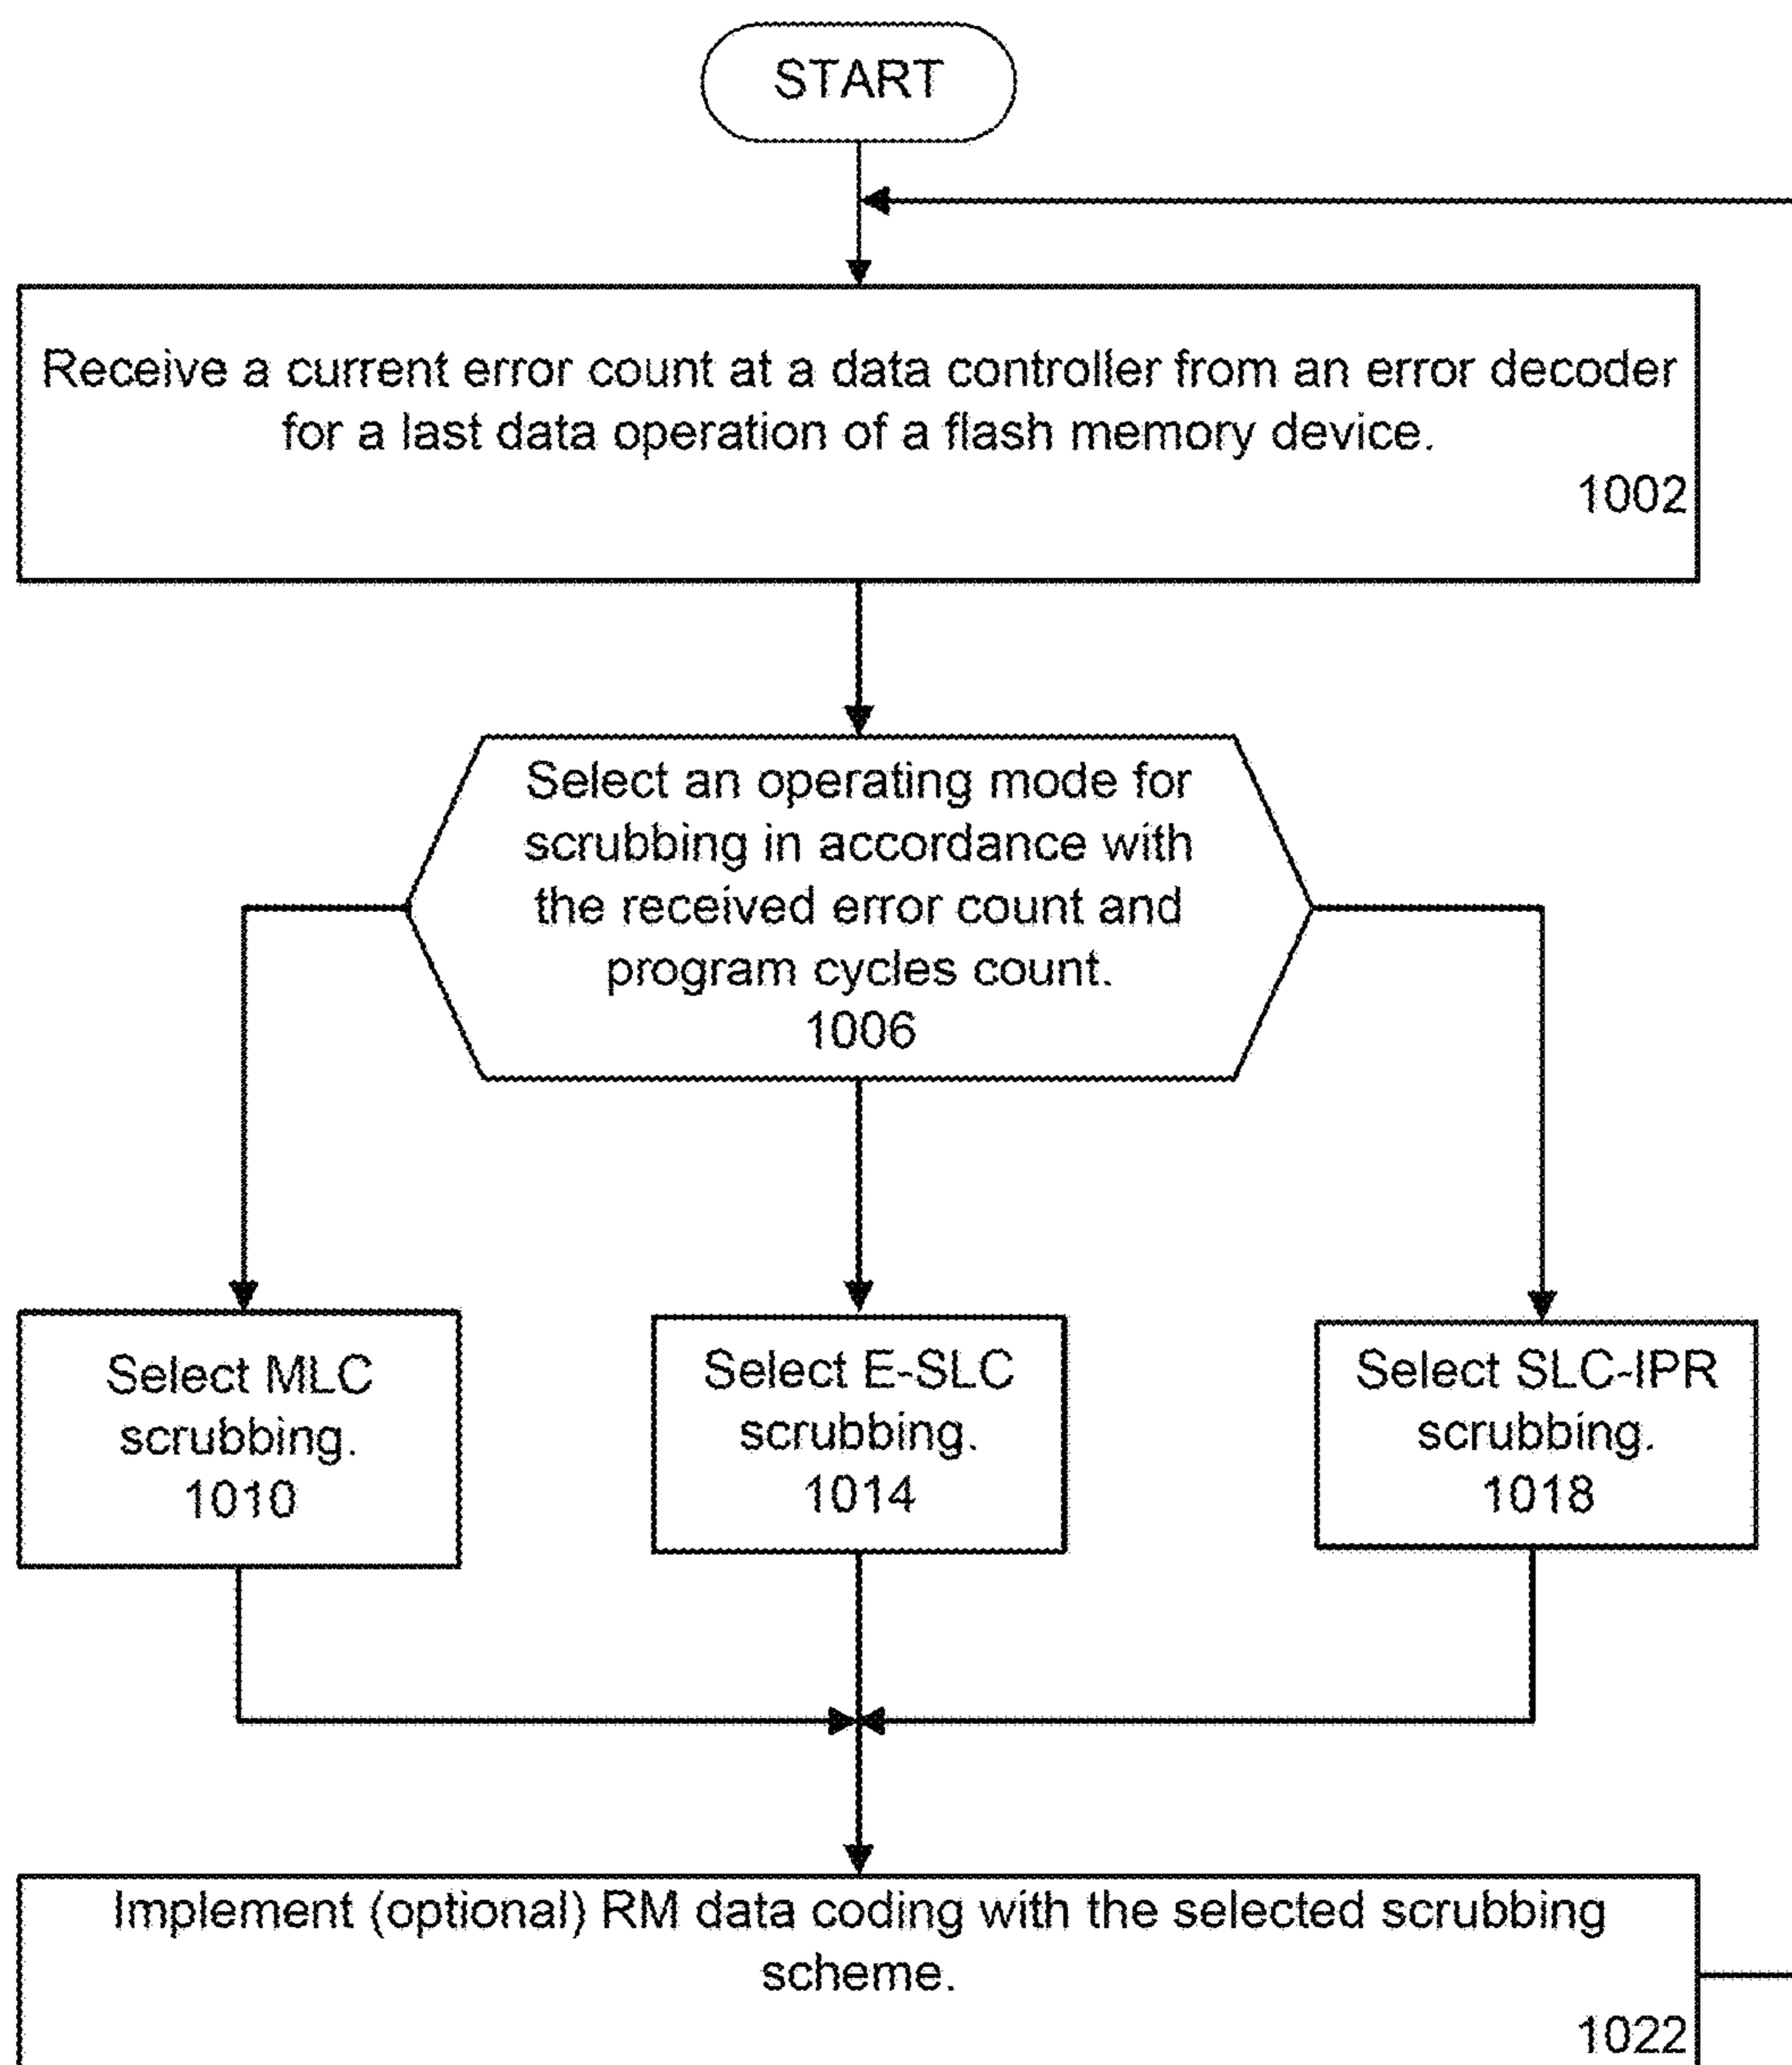 START
Receive a current error count at a data controller from an error decoder
for a last data operation of a flash memory device.
1002
Select an operating mode for
scrubbing in accordance with
the received error count and
program cycles count.
1006
Select MLC
scrubbing.
1010
Select E-SLC
scrubbing.
1014
Select SLC-IPR
scrubbing.
1018
Implement (optional) RM data coding with the selected scrubbing
scheme.
1022